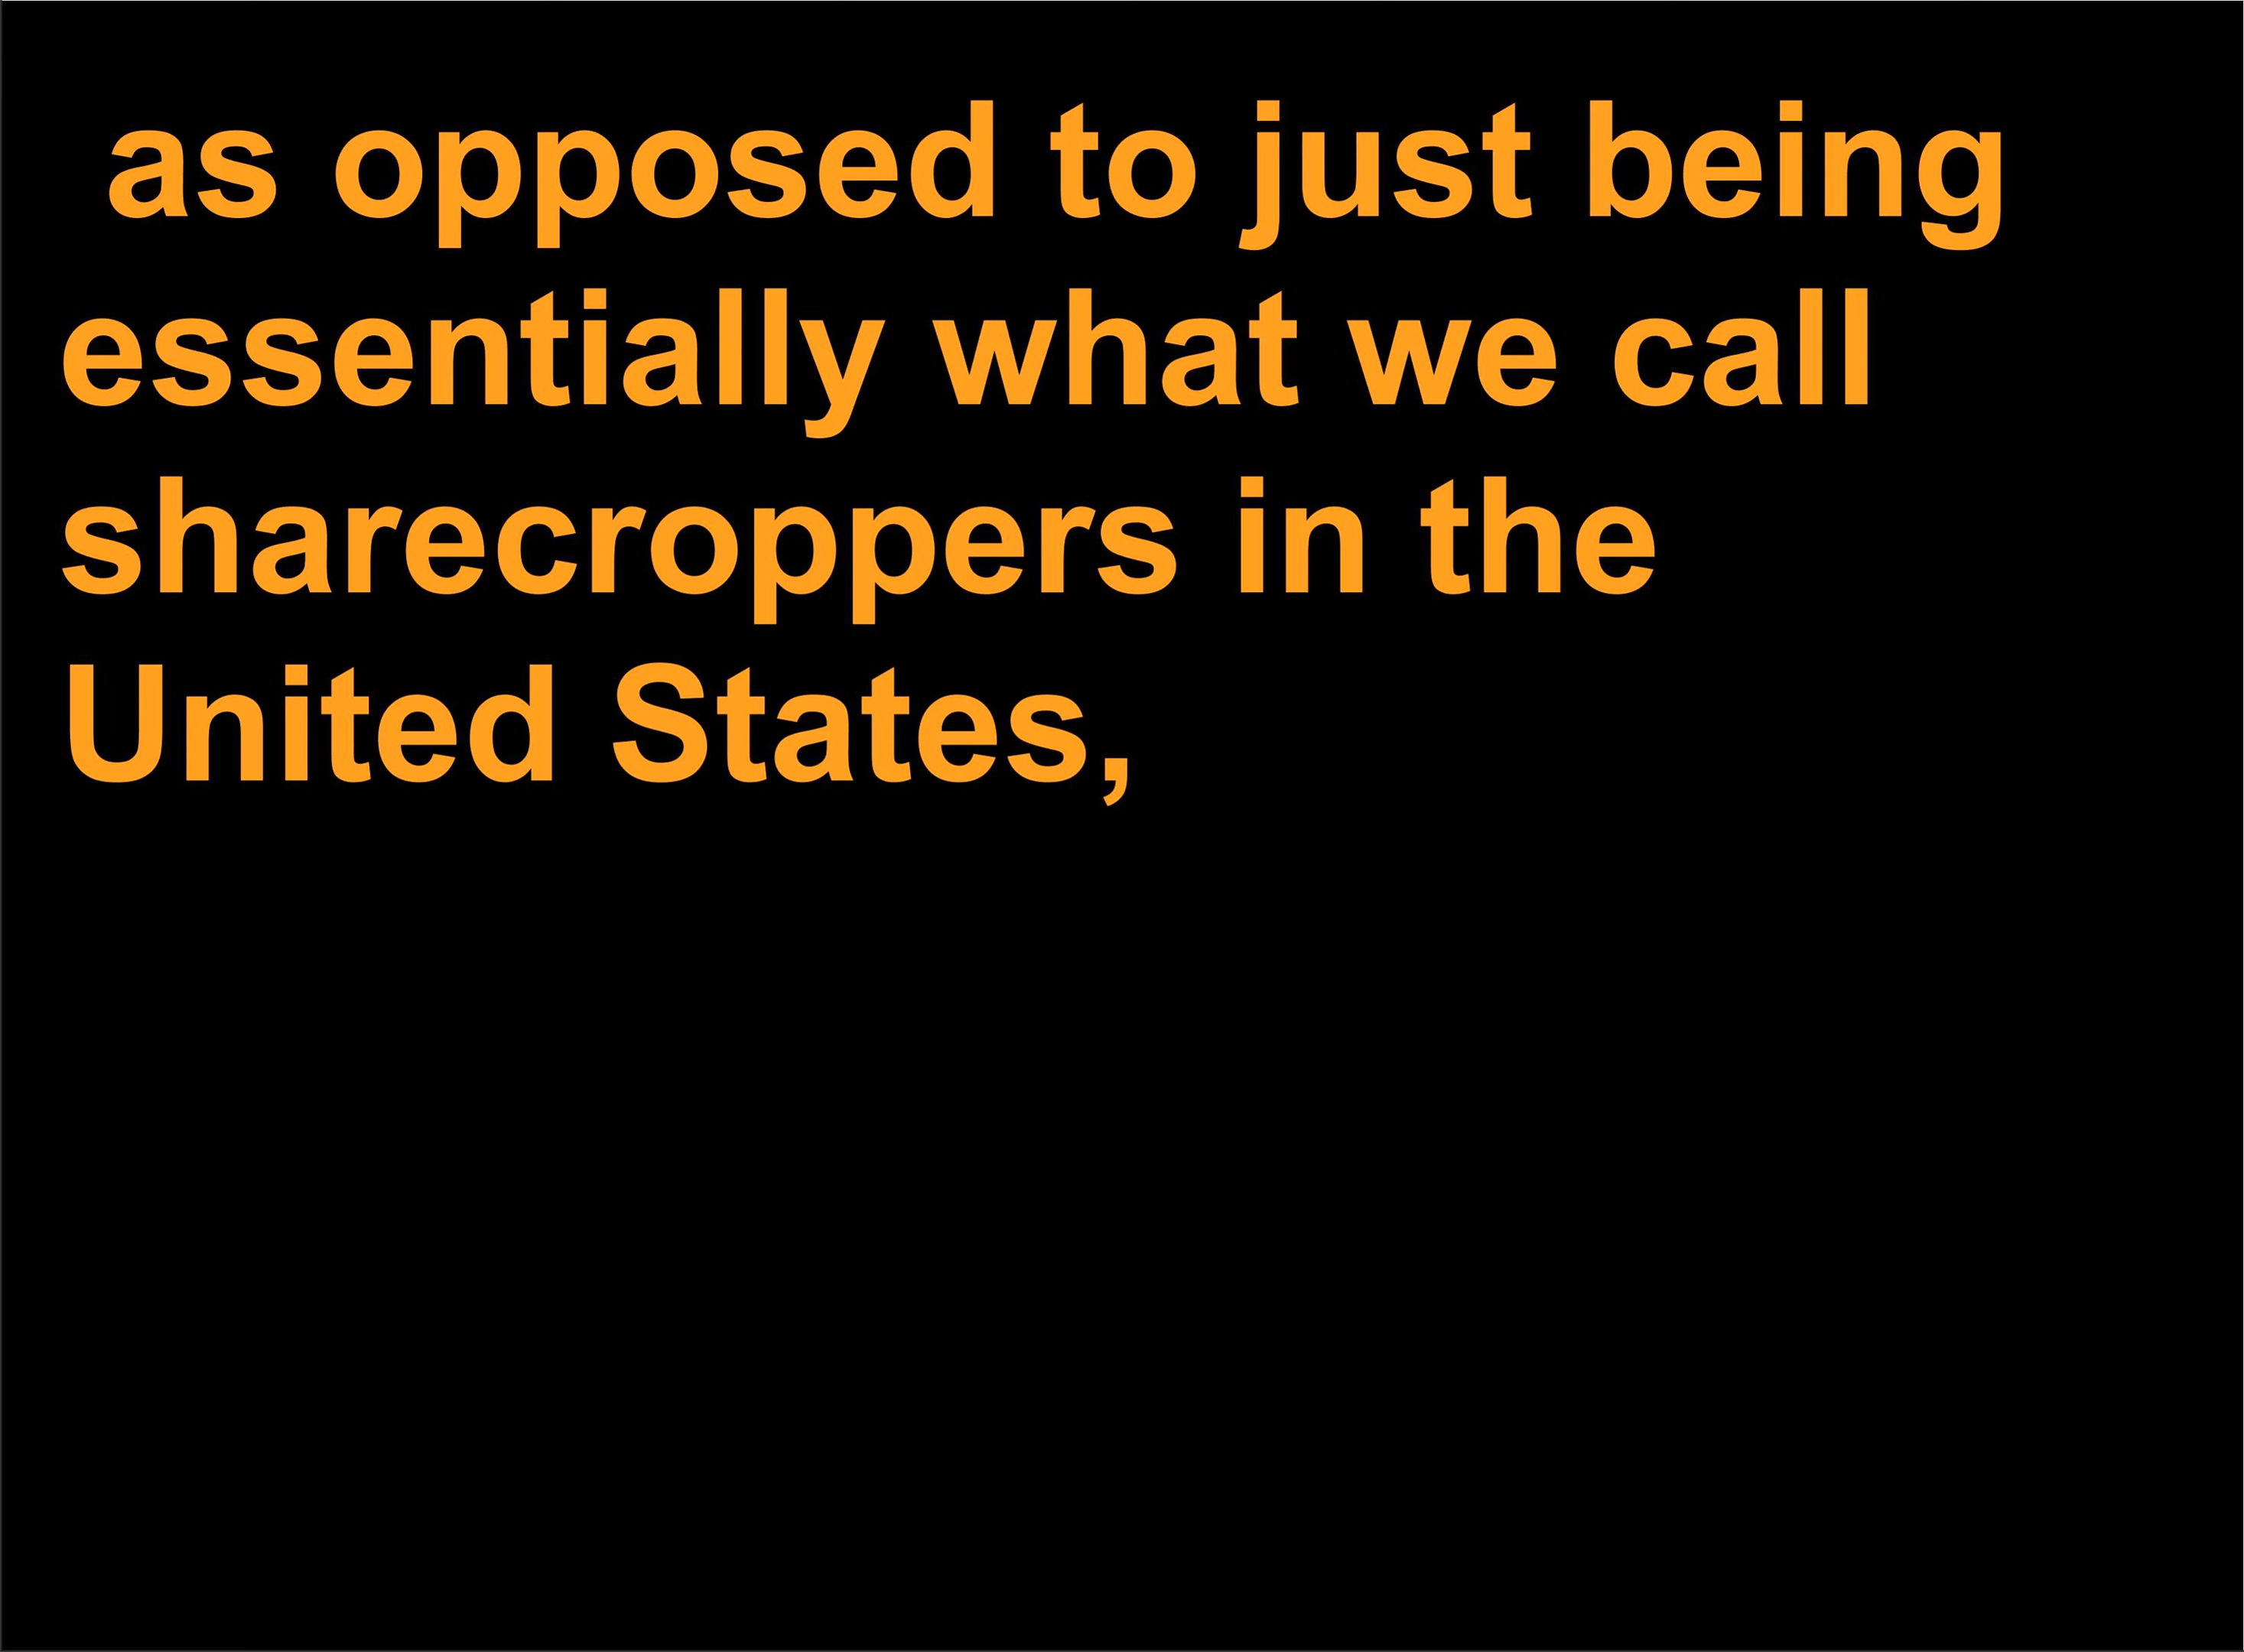 as opposed to just being
essentially what we call
sharecroppers in the
United States,